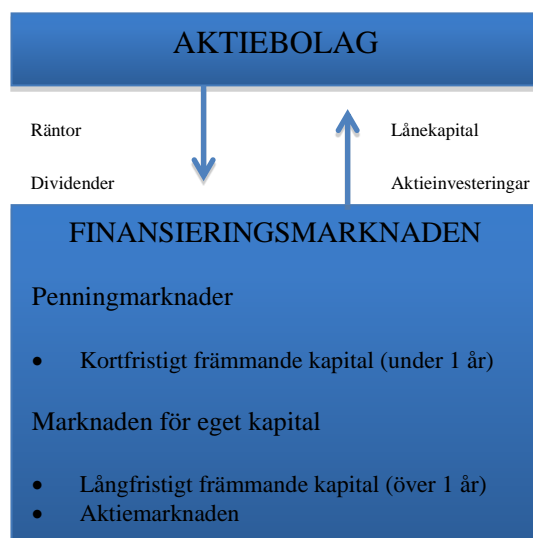 AKTIEBOLAG
Räntor
Lånekapital
Dividender
Aktieinvesteringar
FINANSIERINGSMARKNADEN
Penningmarknader
• Kortfristigt främmande kapital (under 1 år)
Marknaden för eget kapital
• Långfristigt främmande kapital (över 1 år)
• Aktiemarknaden